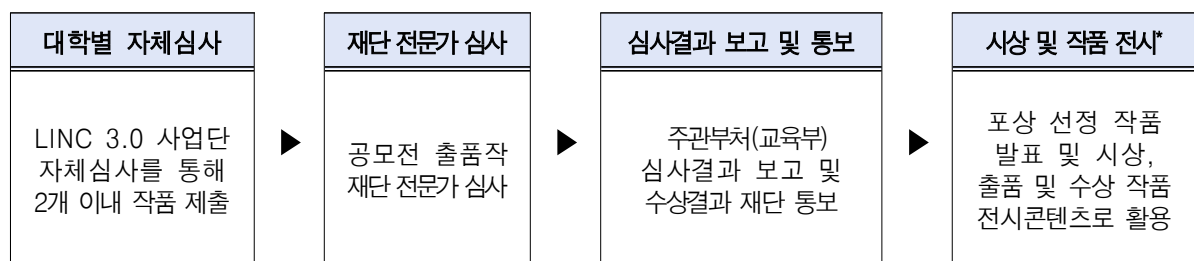 대학별 자체심사
LINC 3.0 사업단
자체심사를 통해
2개 이내 작품 제출
▶
재단 전문가 심사
공모전 출품작
재단 전문가 심사
▶
심사결과 보고 및 통보
주관부처(교육부)
심사결과 보고 및
수상결과 재단 통보
▶
시상 및 작품 전시*
포상 선정 작품
발표 및 시상,
출품 및 수상 작품
전시콘텐츠로 활용